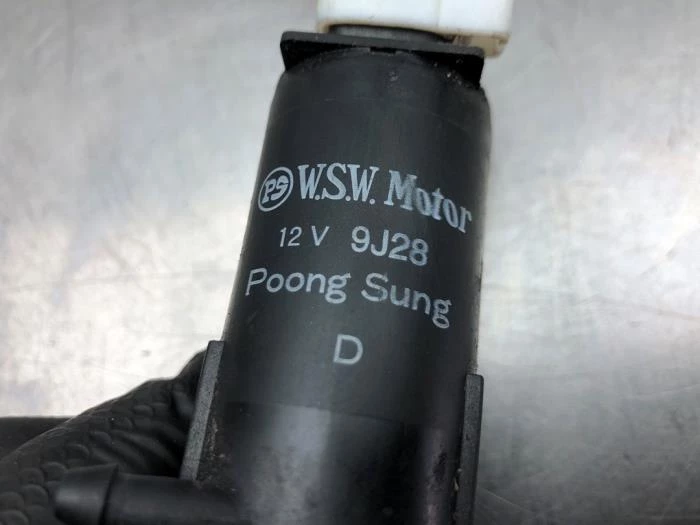 PS W.S.W. Motor
12 V 9J28
Poong Sung
D